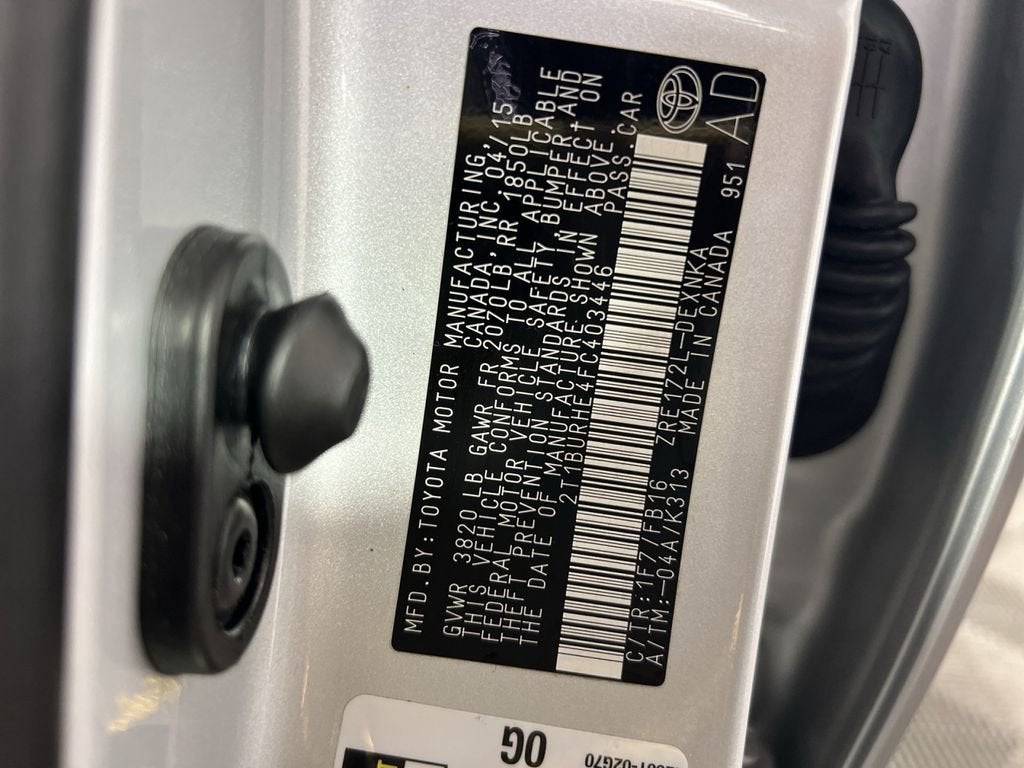 MFD.BY:TOYOTA MOTOR MANUFACTURING
CANADA,INC. 04/15
GVWR 3820 LB GAWR FR 2070LB,RR 1850LB
THIS VEHICLE CONFORMS TO ALL APPLICABLE
FEDERAL MOTOR VEHICLE SAFETY, BUMPER AND
THEFT PREVENTION STANDARDS IN EFFECT ON
THE DATE OF MANUFACTURE SHOWN ABOVE.
2T1BURHE4FC403446 PASS.CAR
C/TR:1F7/FB16 ZRE172L-DEXNKA
A/TM:-04A/K313 MADE IN CANADA 951 AD
0G